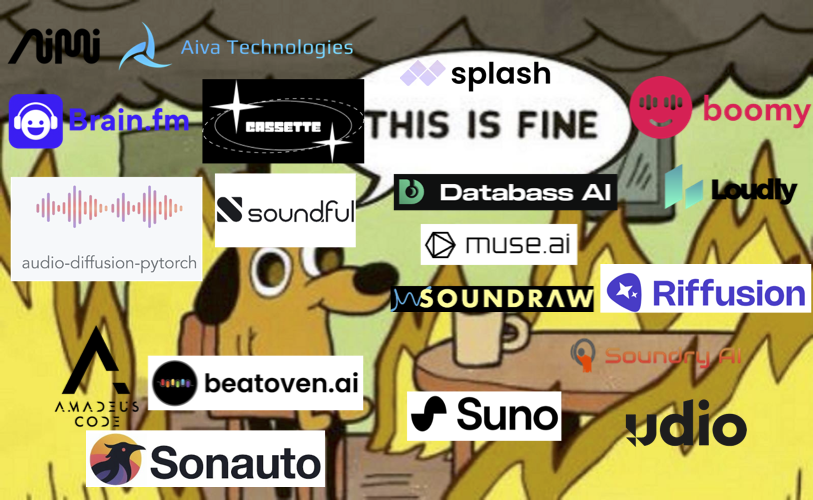 AiMi
Aiva Technologies
splash
Brain.fm
CASSETTE
THIS IS FINE
boomy
audio-diffusion-pytorch
soundful
Databass AI
Loudly
muse.ai
SOUNDRAW
Riffusion
Soundry AI
AMADEUS
CODE
beatoven.ai
Suno
udio
Sonauto